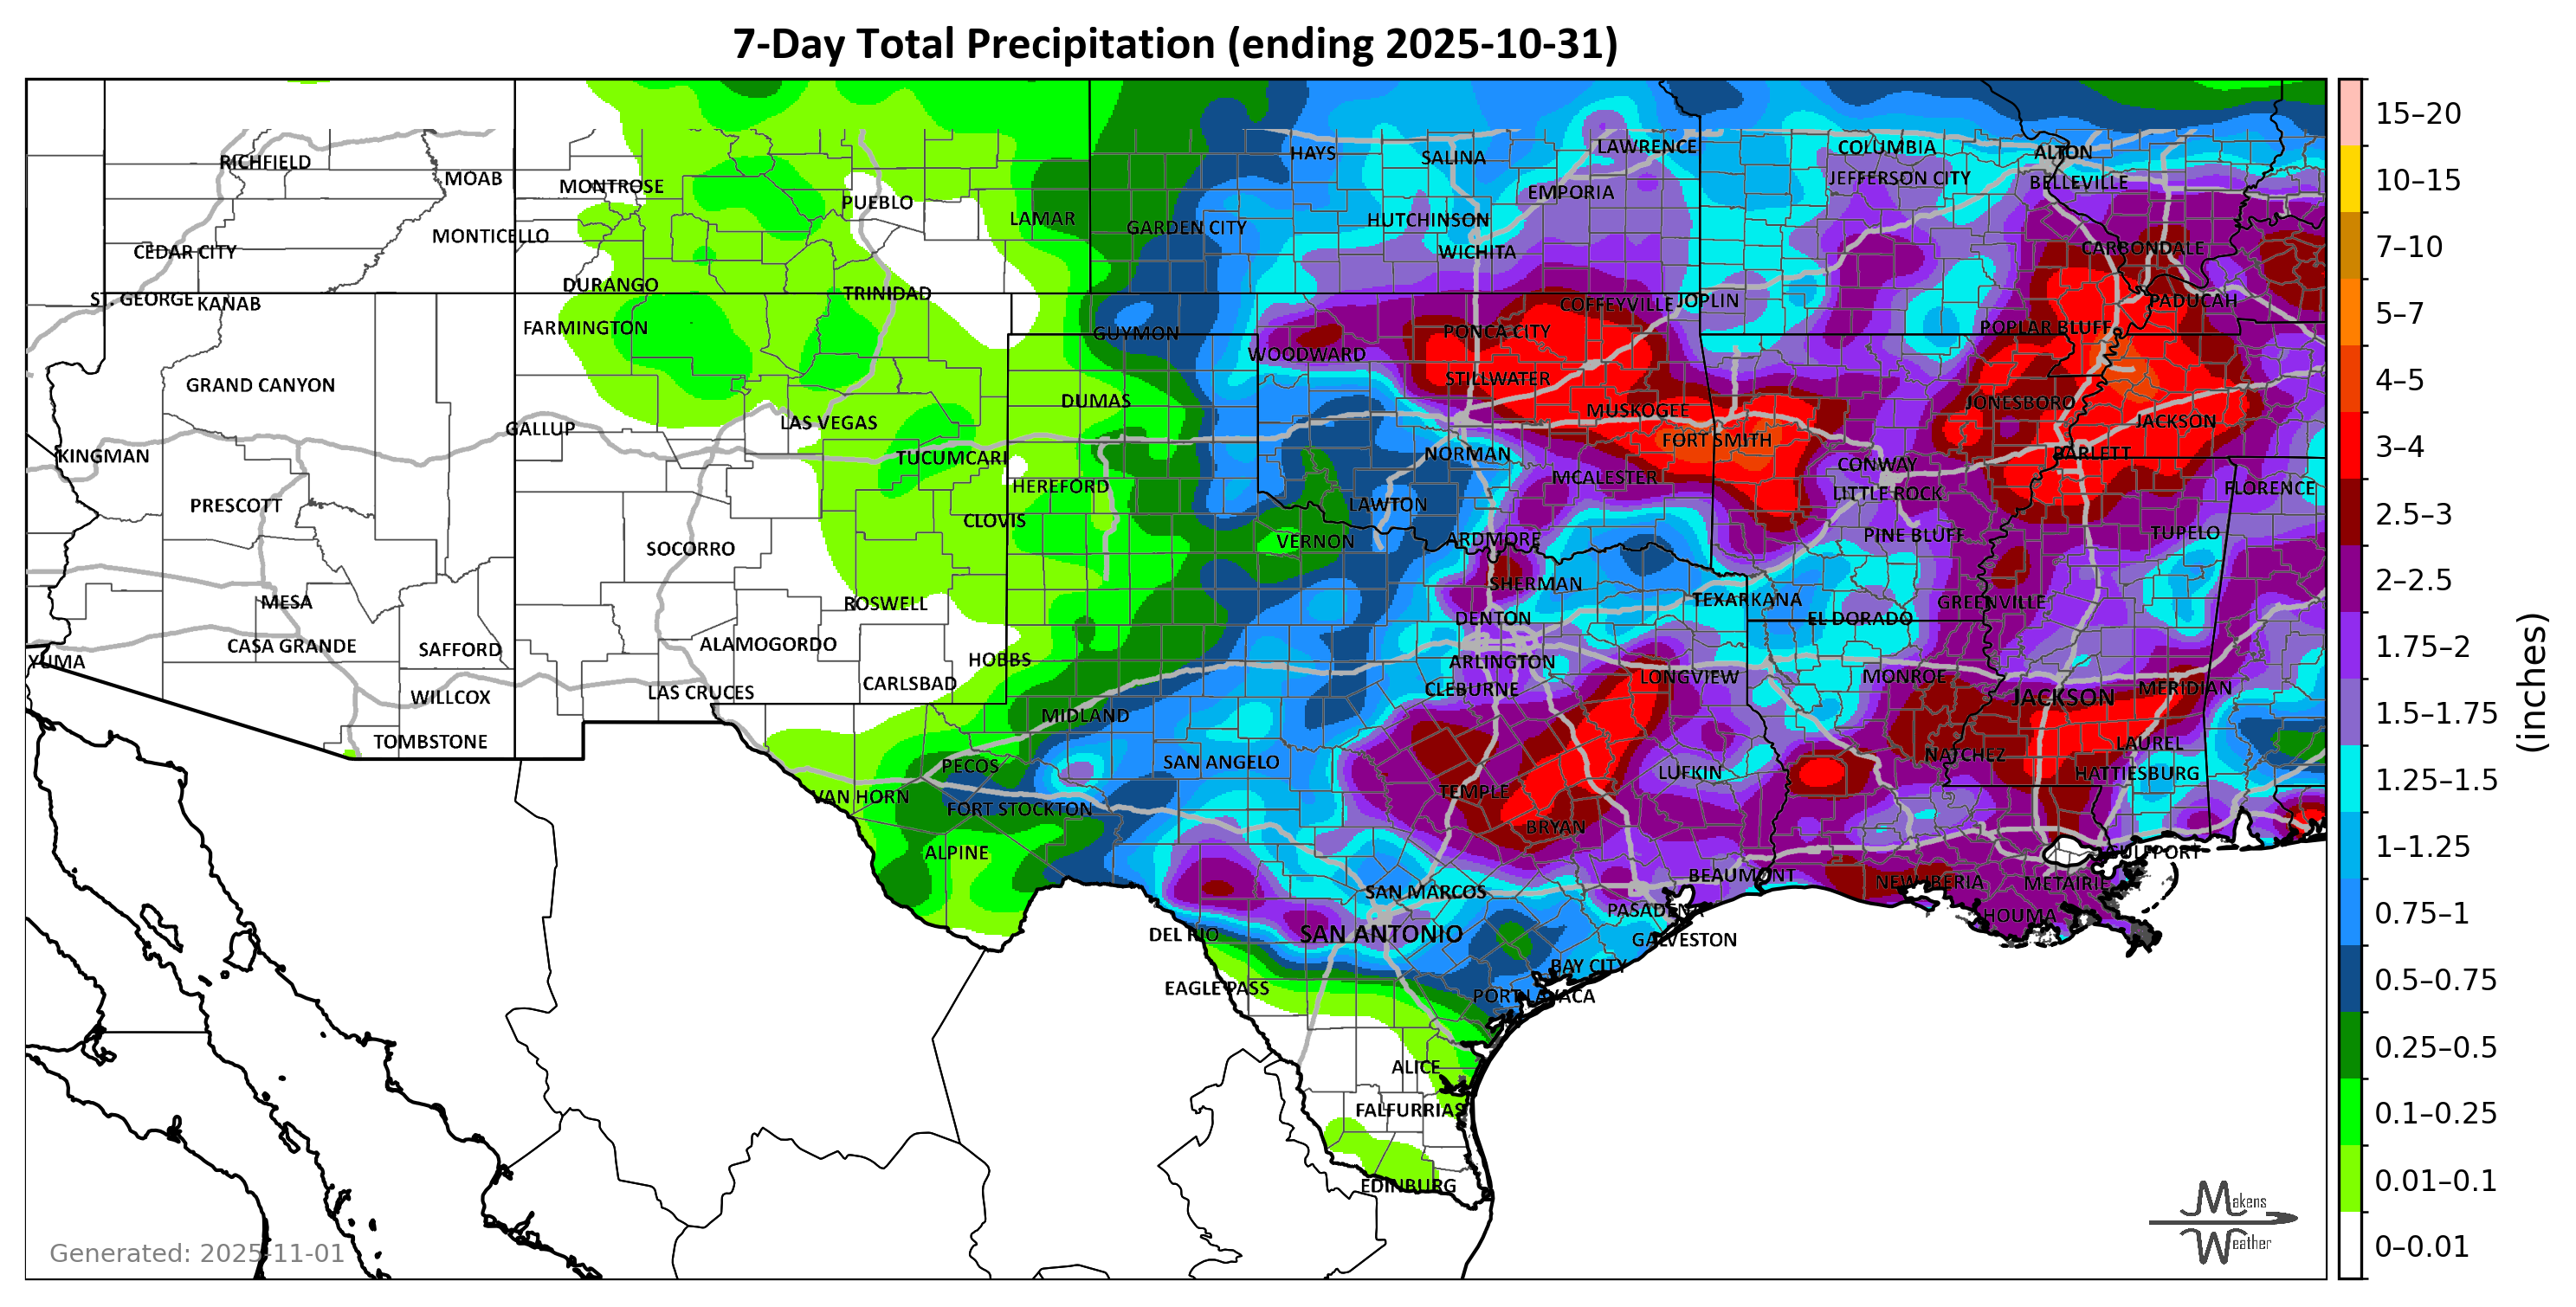 7-Day Total Precipitation (ending 2025-10-31)
RICHFIELD
MOAB
MONTROSE
PUEBLO
LAMAR
HAYS
SALINA
LAWRENCE
COLUMBIA
ALTON
EMPORIA
JEFFERSON CITY
BELLEVILLE
CEDAR CITY
MONTICELLO
GARDEN CITY
HUTCHINSON
WICHITA
CARBONDALE
ST. GEORGE
KANAB
DURANGO
TRINIDAD
COFFEYVILLE
JOPLIN
PADUCAH
FARMINGTON
GUYMON
PONCA CITY
POPLAR BLUFF
WOODWARD
GRAND CANYON
DUMAS
STILLWATER
MUSKOGEE
JONESBORO
JACKSON
GALLUP
LAS VEGAS
FORT SMITH
KINGMAN
TUCUMCARI
NORMAN
CONWAY
BARLETT
PRESCOTT
HEREFORD
LAWTON
MCALESTER
LITTLE ROCK
FLORENCE
CLOVIS
SOCORRO
VERNON
ARDMORE
PINE BLUFF
TUPELO
MESA
ROSWELL
SHERMAN
TEXARKANA
GREENVILLE
CASA GRANDE
SAFFORD
ALAMOGORDO
DENTON
EL DORADO
YUMA
HOBBS
ARLINGTON
WILLCOX
LAS CRUCES
CARLSBAD
CLEBURNE
LONGVIEW
MONROE
JACKSON
MERIDIAN
TOMBSTONE
MIDLAND
PECOS
SAN ANGELO
LUFKIN
NATCHEZ
LAUREL
HATTIESBURG
VAN HORN
FORT STOCKTON
TEMPLE
BRYAN
ALPINE
SAN MARCOS
BEAUMONT
NEW IBERIA
METAIRIE
GULFPORT
DEL RIO
SAN ANTONIO
PASADENA
GALVESTON
HOUMA
EAGLE PASS
BAY CITY
PORT LAVACA
ALICE
FALFURRIAS
EDINBURG
15–20
10–15
7–10
5–7
4–5
3–4
2.5–3
2–2.5
1.75–2
1.5–1.75
1.25–1.5
1–1.25
0.75–1
0.5–0.75
0.25–0.5
0.1–0.25
0.01–0.1
0–0.01
(inches)
Generated: 2025-11-01
Makens
Weather